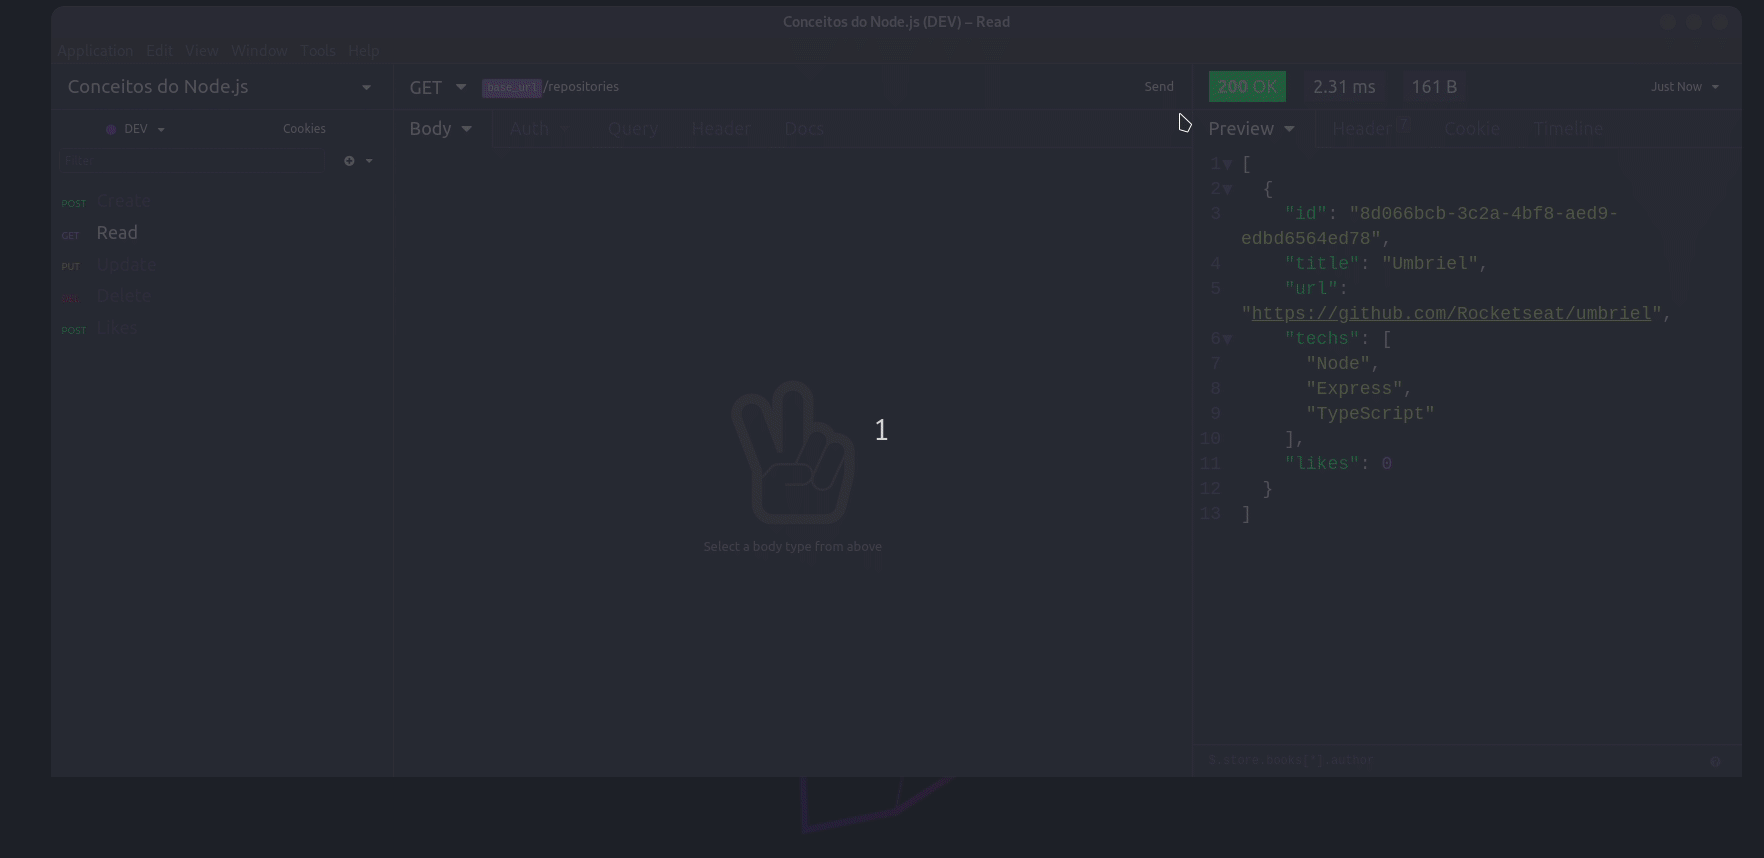 Conceitos do Node.js (DEV) – Read
Application Edit View Window Tools Help
Conceitos do Node.js
GET base_url/repositories Send
200 OK 2.31 ms 161 B Just Now
DEV Cookies
Body Auth Query Header Docs
Preview Header 7 Cookie Timeline
Filter
POST Create
GET Read
PUT Update
DEL Delete
POST Likes
1
Select a body type from above
1 [
2 {
3 "id": "8d066bcb-3c2a-4bf8-aed9-
edbd6564ed78",
4 "title": "Umbriel",
5 "url":
"https://github.com/Rocketseat/umbriel",
6 "techs": [
7 "Node",
8 "Express",
9 "TypeScript"
10 ],
11 "likes": 0
12 }
13 ]
$.store.books[*].author